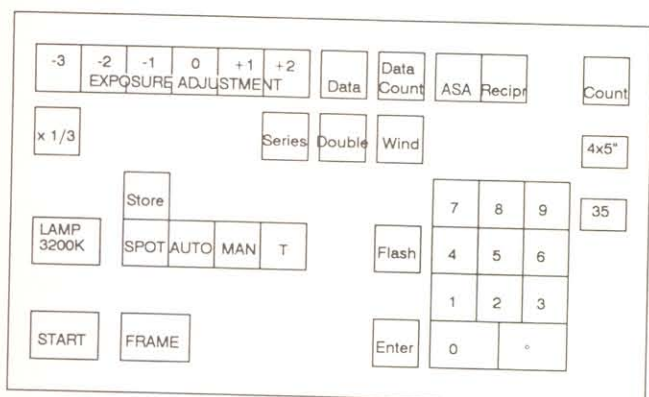 -3 -2 -1 0 +1 +2
EXPOSURE ADJUSTMENT
Data
Data
Count
ASA
Recipr
Count
x 1/3
Series
Double
Wind
4x5"
Store
7 8 9
35
LAMP
3200K
SPOT
AUTO
MAN
T
Flash
4 5 6
1 2 3
START
FRAME
Enter
0 °